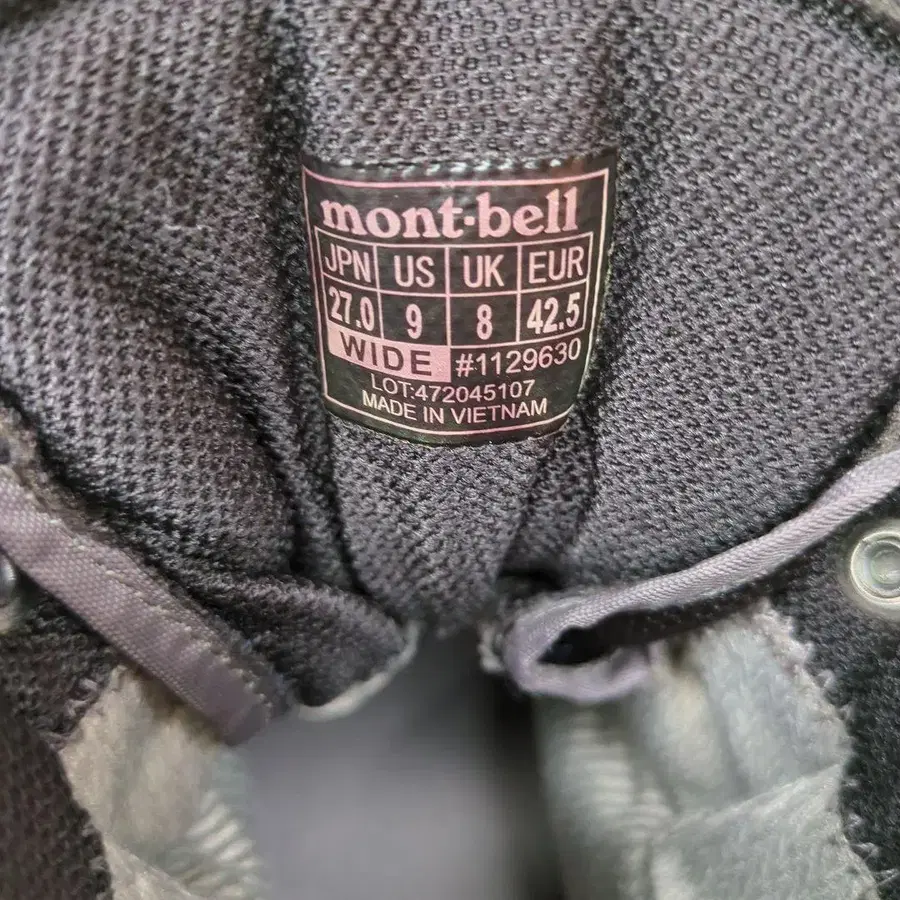 mont-bell
JPN US UK EUR
27.0 9 8 42.5
WIDE #1129630
LOT:472045107
MADE IN VIETNAM